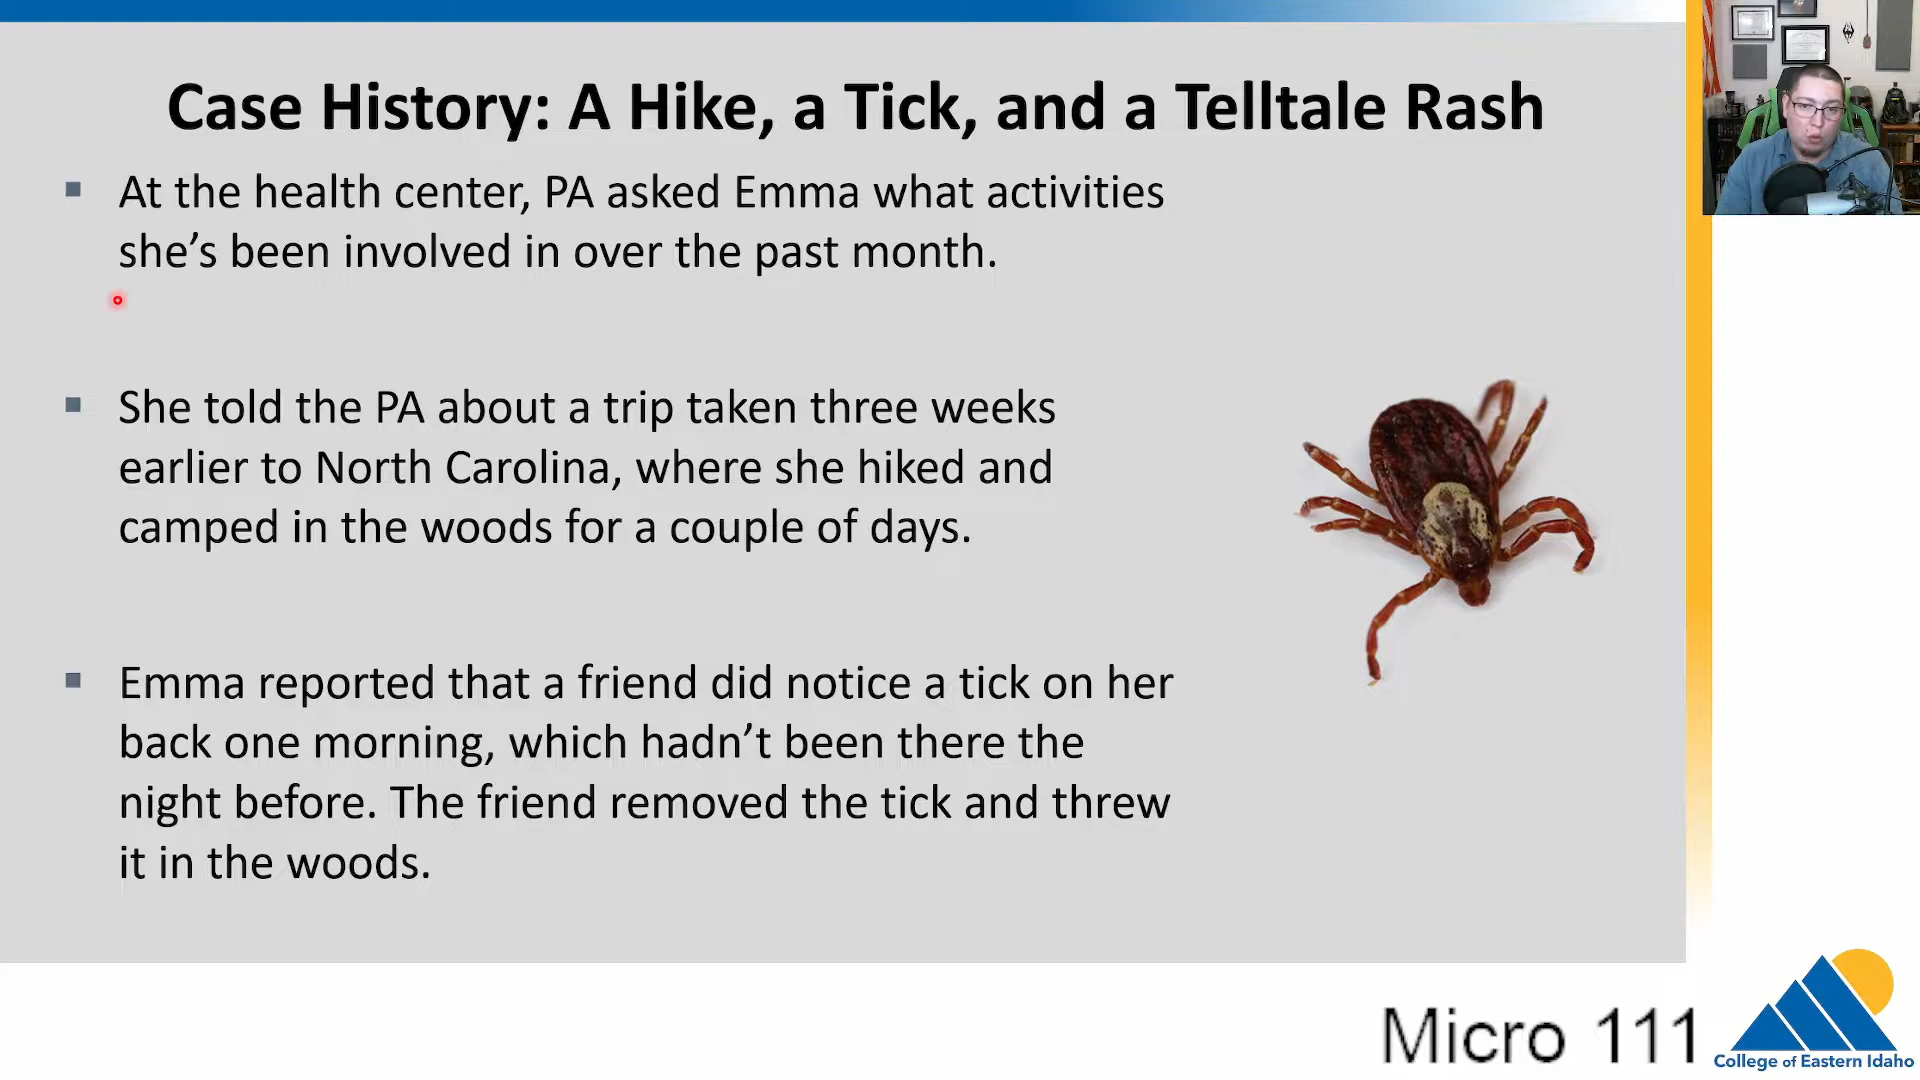 Case History: A Hike, a Tick, and a Telltale Rash
At the health center, PA asked Emma what activities
she’s been involved in over the past month.
She told the PA about a trip taken three weeks
earlier to North Carolina, where she hiked and
camped in the woods for a couple of days.
Emma reported that a friend did notice a tick on her
back one morning, which hadn’t been there the
night before. The friend removed the tick and threw
it in the woods.
Micro 111
College of Eastern Idaho